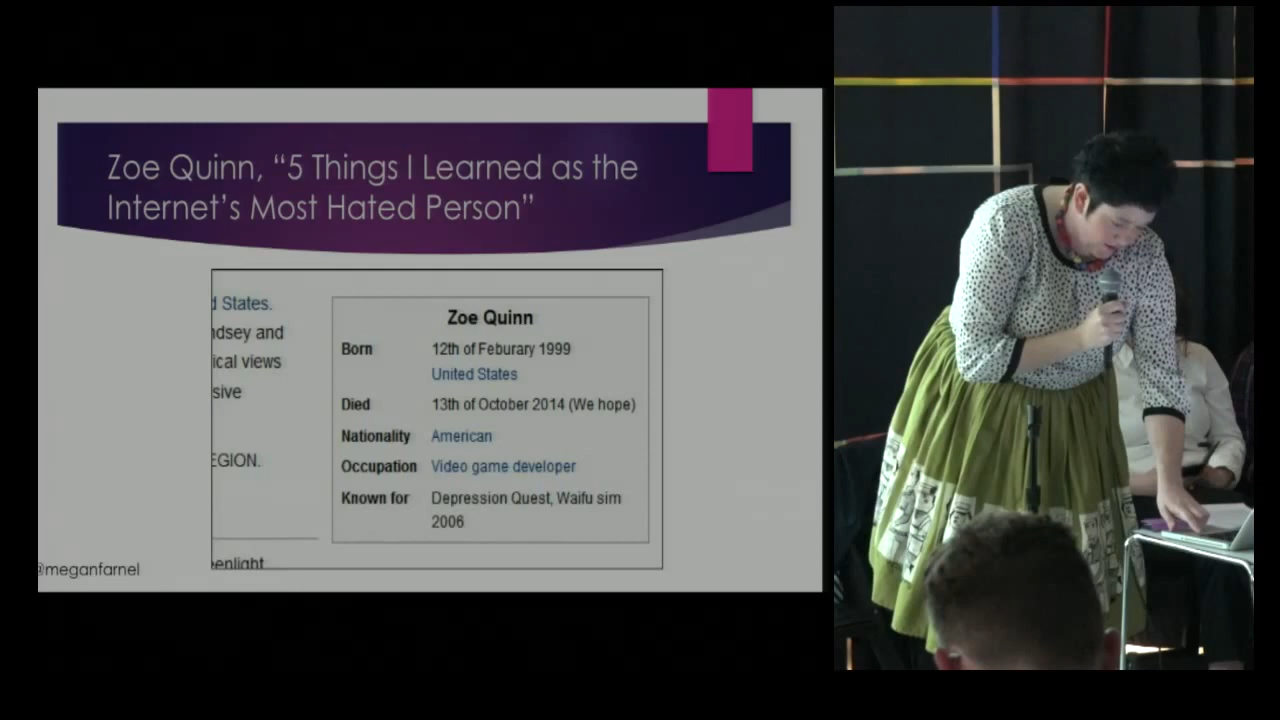 Zoe Quinn, “5 Things I Learned as the
Internet’s Most Hated Person”
d States.
ndsey and
ical views
sive
EGION.
eenlight
Zoe Quinn
Born 12th of Feburary 1999
United States
Died 13th of October 2014 (We hope)
Nationality American
Occupation Video game developer
Known for Depression Quest, Waifu sim
2006
@meganfarnel